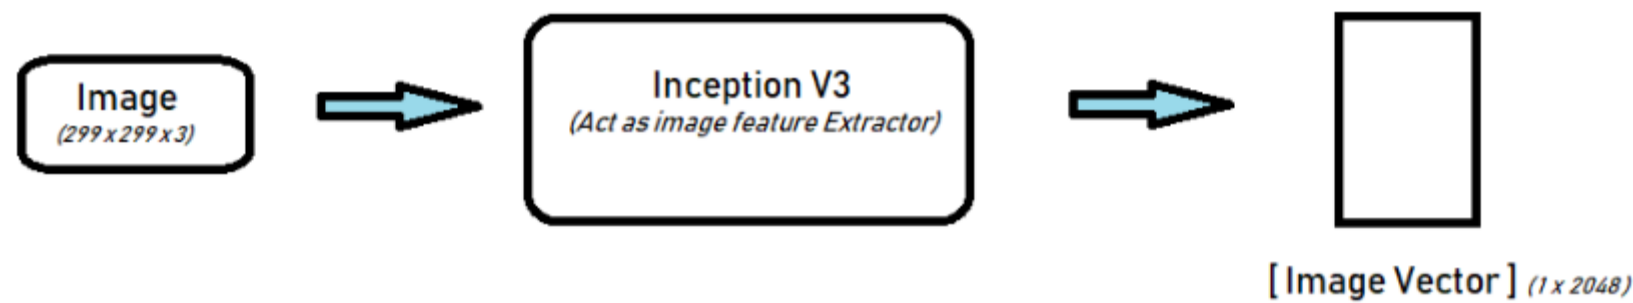 Image
(299 x 299 x 3)
Inception V3
(Act as image feature Extractor)
[ Image Vector ] (1 x 2048)